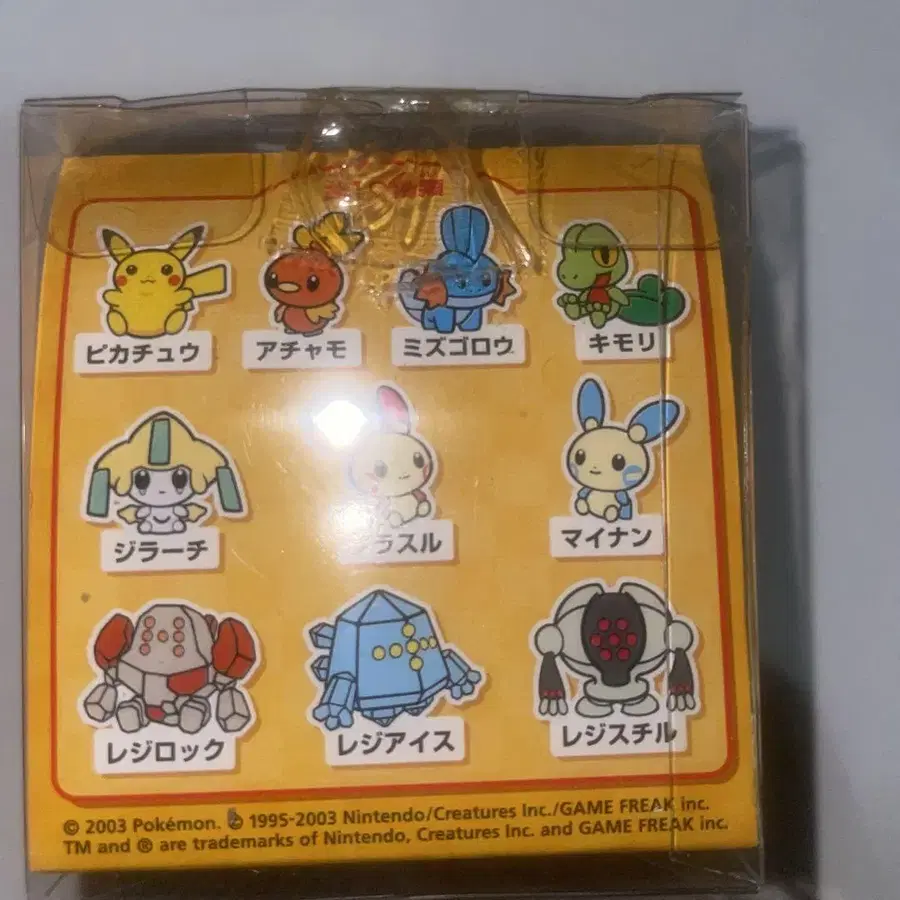 ピカチュウ
アチャモ
ミズゴロウ
キモリ
ジラーチ
ラスル
マイナン
レジロック
レジアイス
レジスチル
© 2003 Pokémon. 1995-2003 Nintendo/Creatures Inc./GAME FREAK inc.
TM and ® are trademarks of Nintendo, Creatures Inc. and GAME FREAK inc.